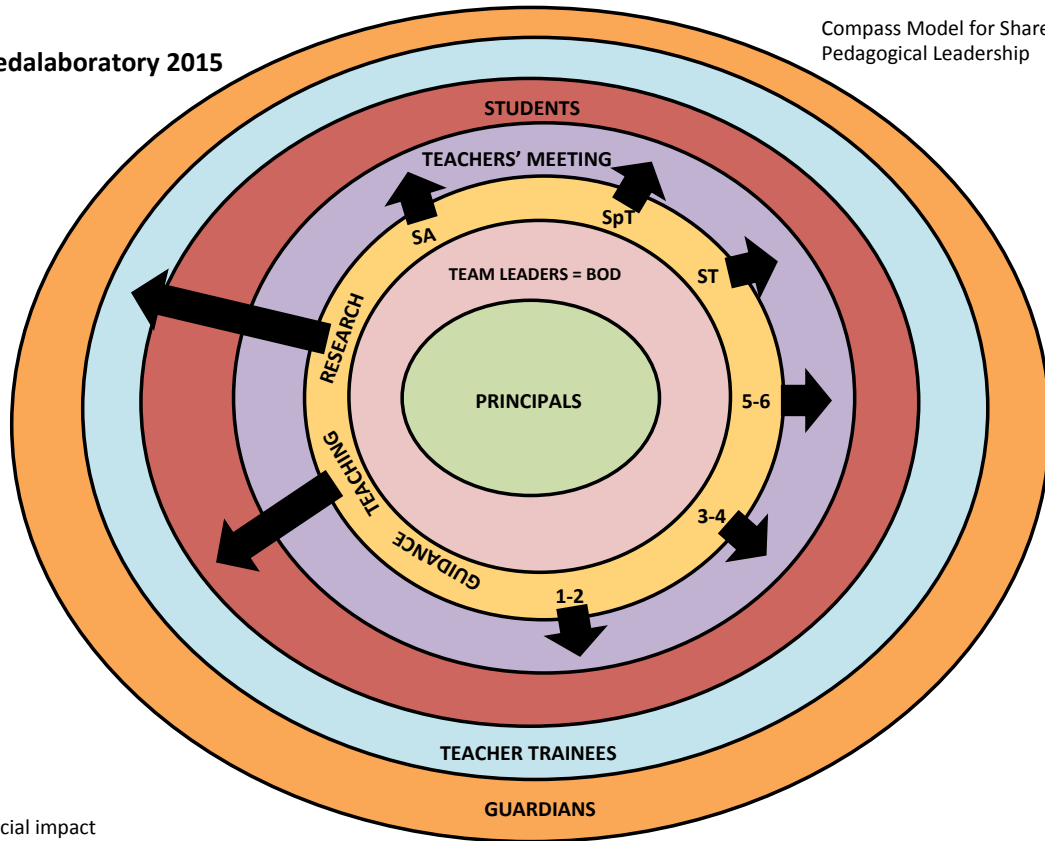 Compass Model for Share
Pedagogical Leadership
edalaboratory 2015
STUDENTS
TEACHERS' MEETING
SA
SpT
ST
TEAM LEADERS = BOD
RESEARCH
PRINCIPALS
5-6
TEACHING
3-4
GUIDANCE
1-2
TEACHER TRAINEES
GUARDIANS
cial impact